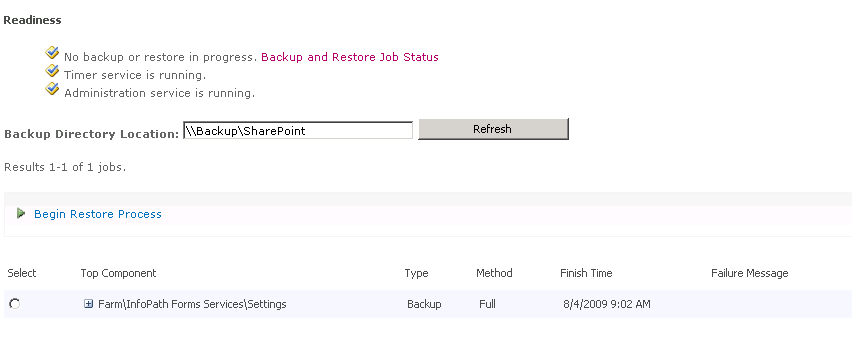 Readiness
No backup or restore in progress. Backup and Restore Job Status
Timer service is running.
Administration service is running.
Backup Directory Location: \\Backup\SharePoint Refresh
Results 1-1 of 1 jobs.
Begin Restore Process
Select Top Component Type Method Finish Time Failure Message
Farm\InfoPath Forms Services\Settings Backup Full 8/4/2009 9:02 AM